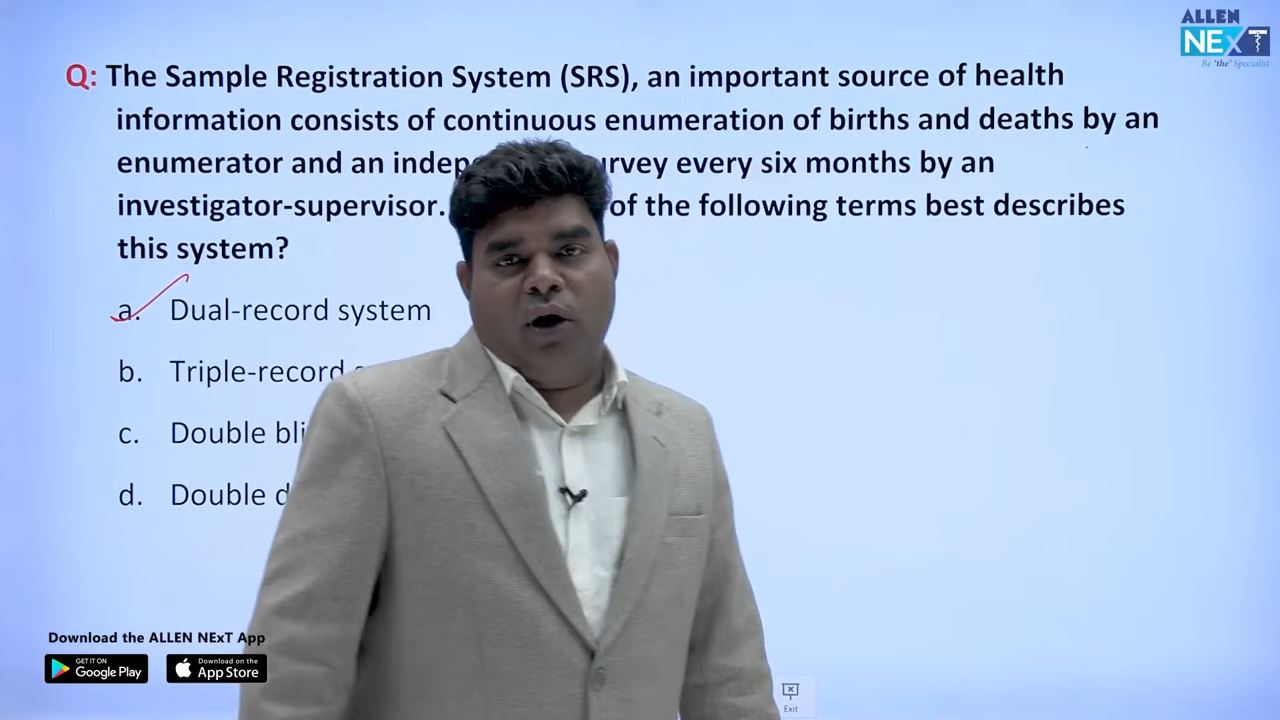 ALLEN
NEXT
Be 'the' Specialist
Q: The Sample Registration System (SRS), an important source of health
information consists of continuous enumeration of births and deaths by an
enumerator and an indep rvey every six months by an
investigator-supervisor. of the following terms best describes
this system?
a. Dual-record system
b. Triple-record
c. Double bli
d. Double d
Download the ALLEN NExT App
GET IT ON
Google Play
Download on the
App Store
Exit